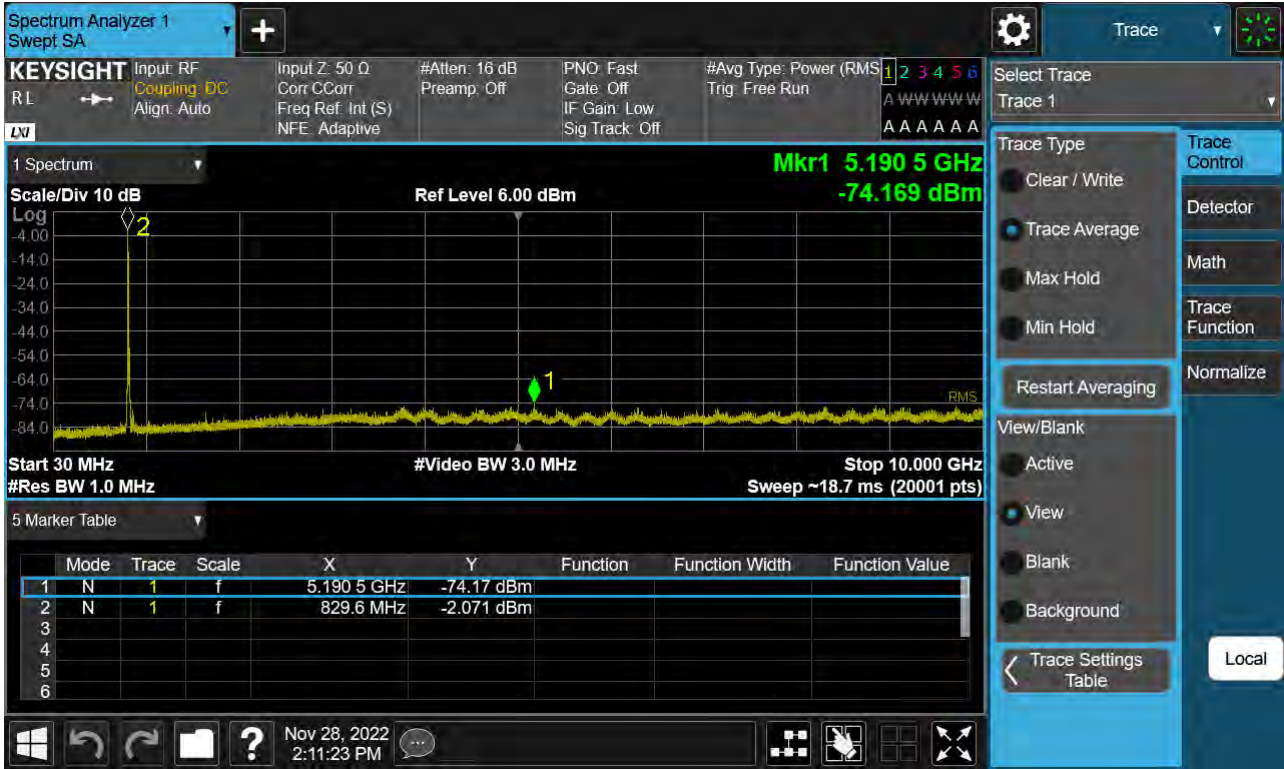 Spectrum Analyzer 1
Swept SA
Trace
KEYSIGHT
RL
LXI
Input: RF
Coupling: DC
Align: Auto
Input Z: 50 Ω
Corr CCorr
Freq Ref: Int (S)
NFE: Adaptive
#Atten: 16 dB
Preamp: Off
PNO: Fast
Gate: Off
IF Gain: Low
Sig Track: Off
#Avg Type: Power (RMS
Trig: Free Run
1 2 3 4 5 6
A W W W W W
A A A A A A
Select Trace
Trace 1
1 Spectrum
Mkr1 5.190 5 GHz
Scale/Div 10 dB
Ref Level 6.00 dBm
-74.169 dBm
Log
-4.00
-14.0
-24.0
-34.0
-44.0
-54.0
-64.0
-74.0
-84.0
2
1
RMS
Start 30 MHz
#Video BW 3.0 MHz
Stop 10.000 GHz
#Res BW 1.0 MHz
Sweep ~18.7 ms (20001 pts)
5 Marker Table
Mode Trace Scale X Y Function Function Width Function Value
1 N 1 f 5.190 5 GHz -74.17 dBm
2 N 1 f 829.6 MHz -2.071 dBm
3
4
5
6
Trace Type
Clear / Write
Trace Average
Max Hold
Min Hold
Restart Averaging
View/Blank
Active
View
Blank
Background
Trace Settings
Table
Trace
Control
Detector
Math
Trace
Function
Normalize
Local
?
Nov 28, 2022
2:11:23 PM